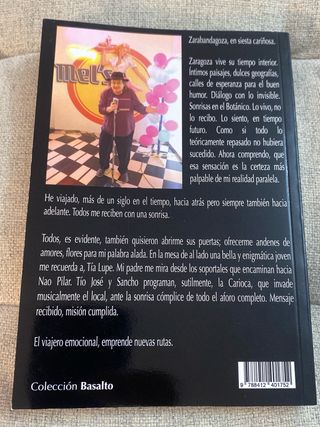 Zarabandagoza, en siesta cariñosa.
Zaragoza vive su tiempo interior.
Íntimos paisajes, dulces geografías,
calles de esperanza para el buen
humor. Diálogo con lo invisible.
Sonrisas en el Botánico. Lo vivo, no
lo recibo. Lo siento, en tiempo
futuro. Como si todo lo
teóricamente repasado no hubiera
sucedido. Ahora comprendo, que
esa sensación es la certeza más
palpable de mi realidad paralela.
Mel's
He viajado, más de un siglo en el tiempo, hacia atrás pero siempre también hacia
adelante. Todos me reciben con una sonrisa.
Todos, es evidente, también quisieron abrirme sus puertas; ofrecerme andenes de
amores, flores para mi palabra alada. En la mesa de al lado una bella y enigmática joven
me recuerda a, Tía Lupe. Mi padre me mira desde los soportales que encaminan hacia
Nao Pilar. Tío José y Sancho programan, sutilmente, la Carioca, que invade
musicalmente el local, ante la sonrisa cómplice de todo el aforo completo. Mensaje
recibido, misión cumplida.
El viajero emocional, emprende nuevas rutas.
Colección Basalto
9 788412 401752